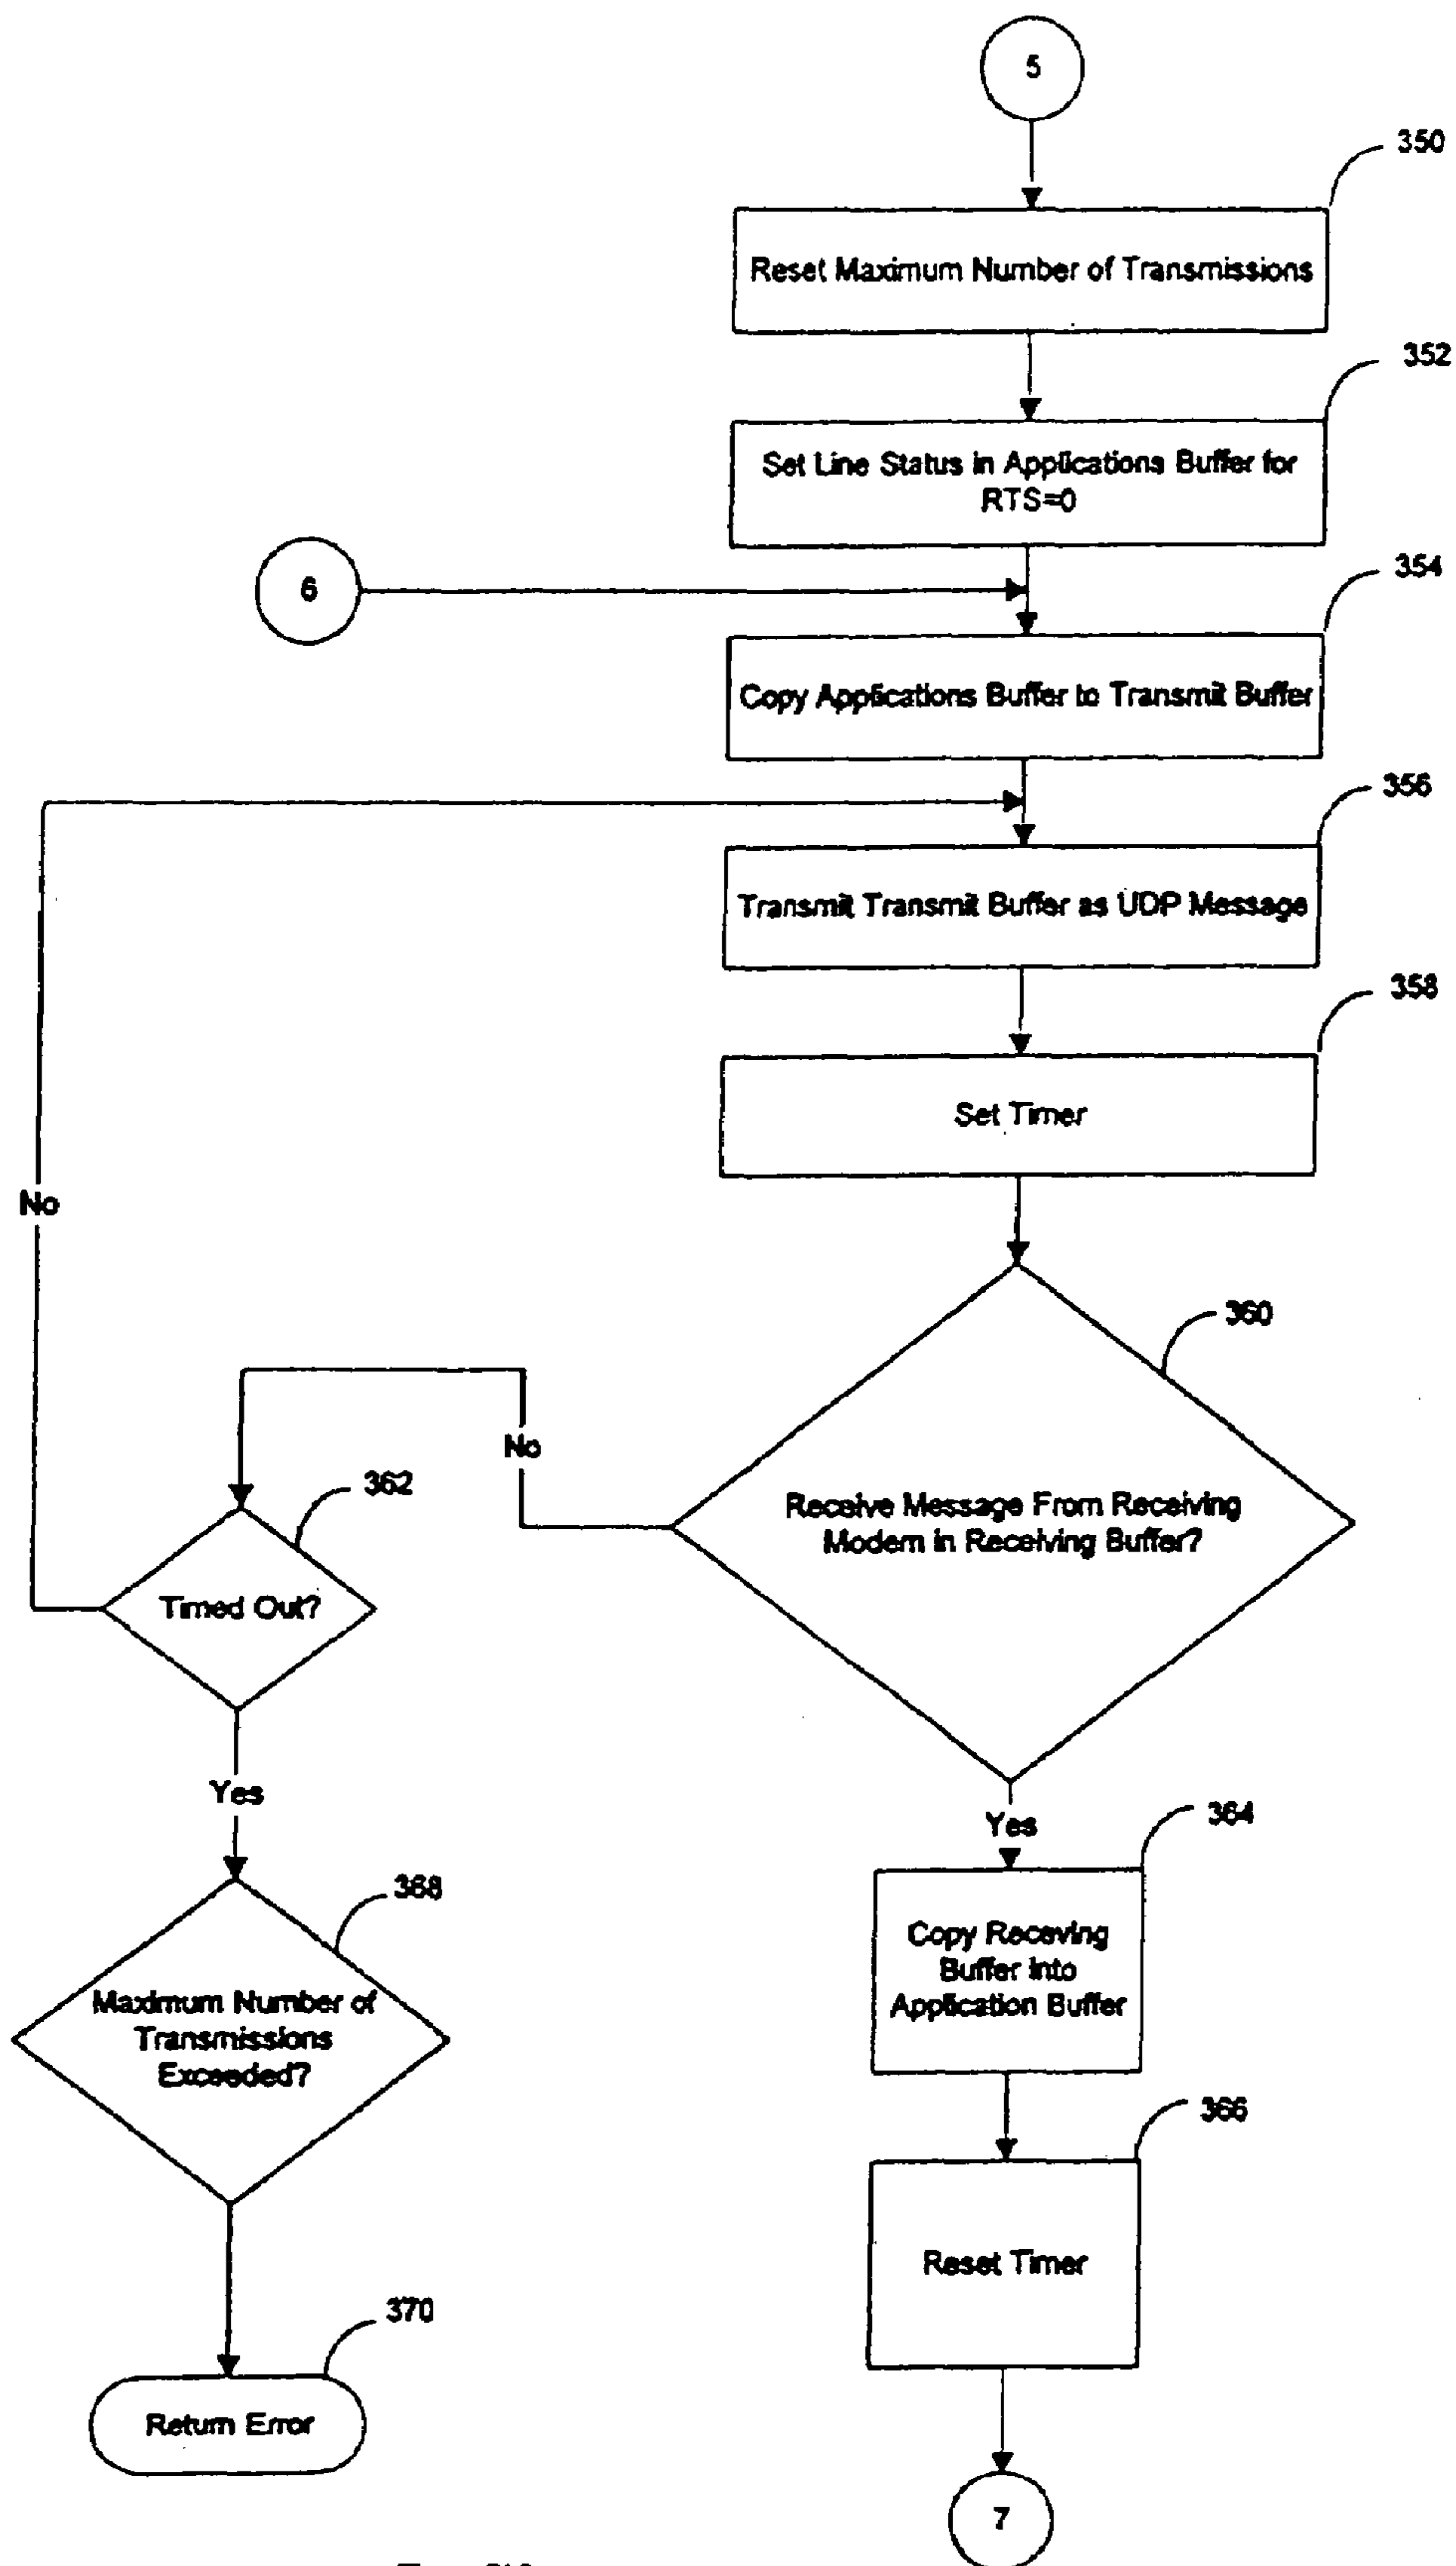 5
350
Reset Maximum Number of Transmissions
352
Set Line Status in Applications Buffer for
RTS=0
6
354
Copy Applications Buffer to Transmit Buffer
356
Transmit Transmit Buffer as UDP Message
358
Set Timer
No
360
Receive Message From Receiving
Modem in Receiving Buffer?
No
362
Timed Out?
Yes
Yes
364
Copy Receving
Buffer into
Application Buffer
368
Maximum Number of
Transmissions
Exceeded?
366
Reset Timer
370
Return Error
7